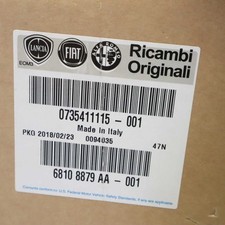 LANCIA
FIAT
ALFA ROMEO
Ricambi
Originali
0735411115 -001
Made In Italy
PKG 2018/02/23 0094035 47N
6810 8879 AA -001